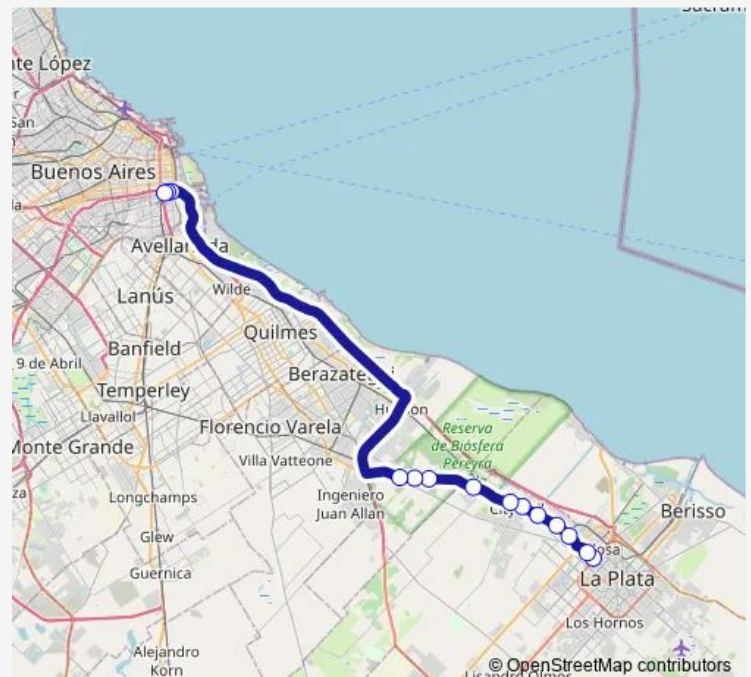 nte López
San
Buenos Aires
Avellaneda
Lanús
Wilde
Quilmes
9 de Abril
Banfield
Temperley
Llavallol
Monte Grande
Florencio Varela
Villa Vatteone
Reserva
de Biósfera
Pereyra
Longchamps
Ingeniero
Juan Allan
Glew
Guernica
Berisso
La Plata
Los Hornos
Alejandro
Korn
© OpenStreetMap contributors